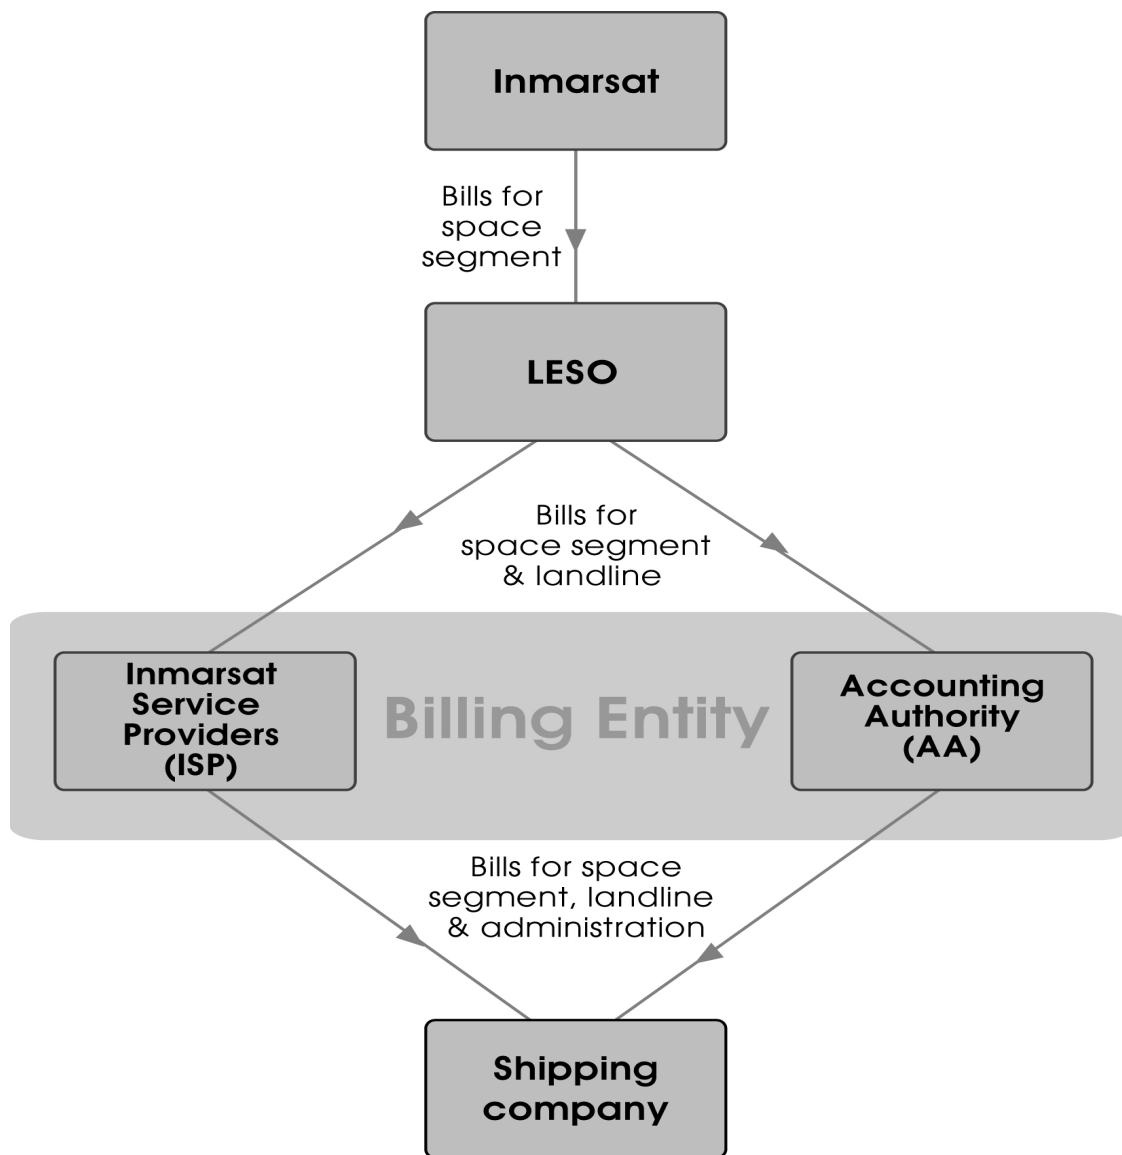 Inmarsat
Bills for
space
segment
LESO
Bills for
space segment
& landline
Inmarsat
Service
Providers
(ISP)
Billing Entity
Accounting
Authority
(AA)
Bills for space
segment, landline
& administration
Shipping
company